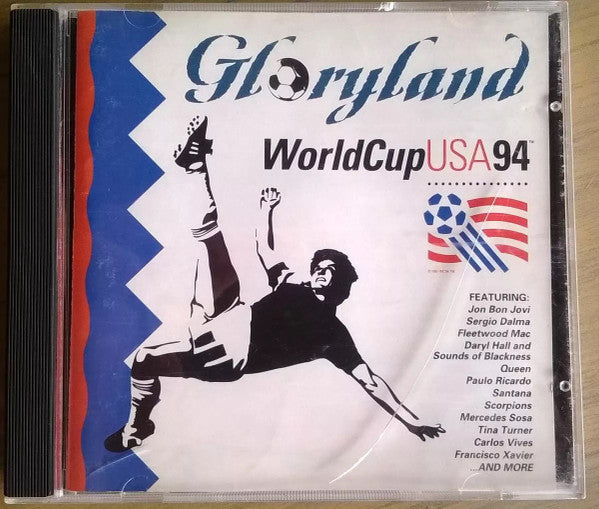 Gloryland
WorldCupUSA94™
FEATURING:
Jon Bon Jovi
Sergio Dalma
Fleetwood Mac
Daryl Hall and
Sounds of Blackness
Queen
Paulo Ricardo
Santana
Scorpions
Mercedes Sosa
Tina Turner
Carlos Vives
Francisco Xavier
...AND MORE